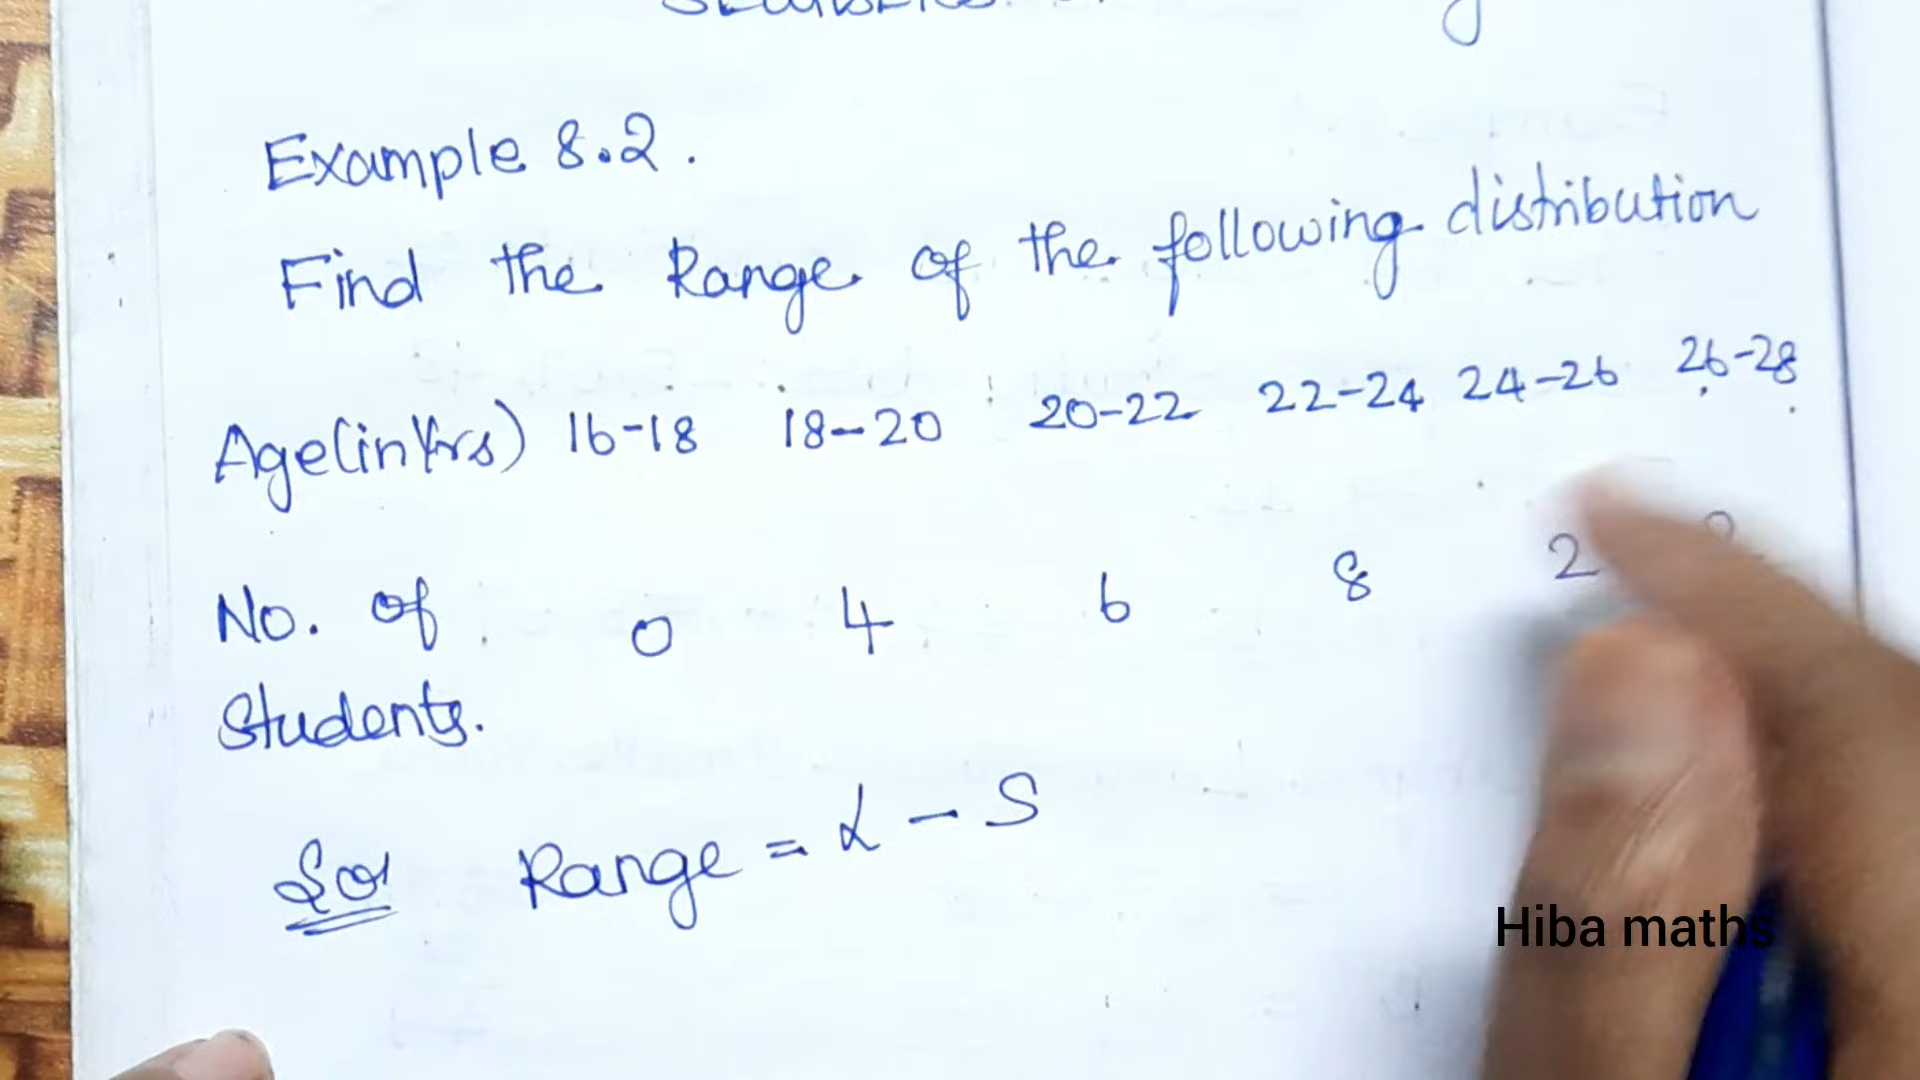 Example 8.2.
Find the Range of the following distribution
Age(in Yrs) 16-18 18-20 20-22 22-24 24-26 26-28
No. of 0 4 6 8 2
Students.
Sol Range = L - S
Hiba maths